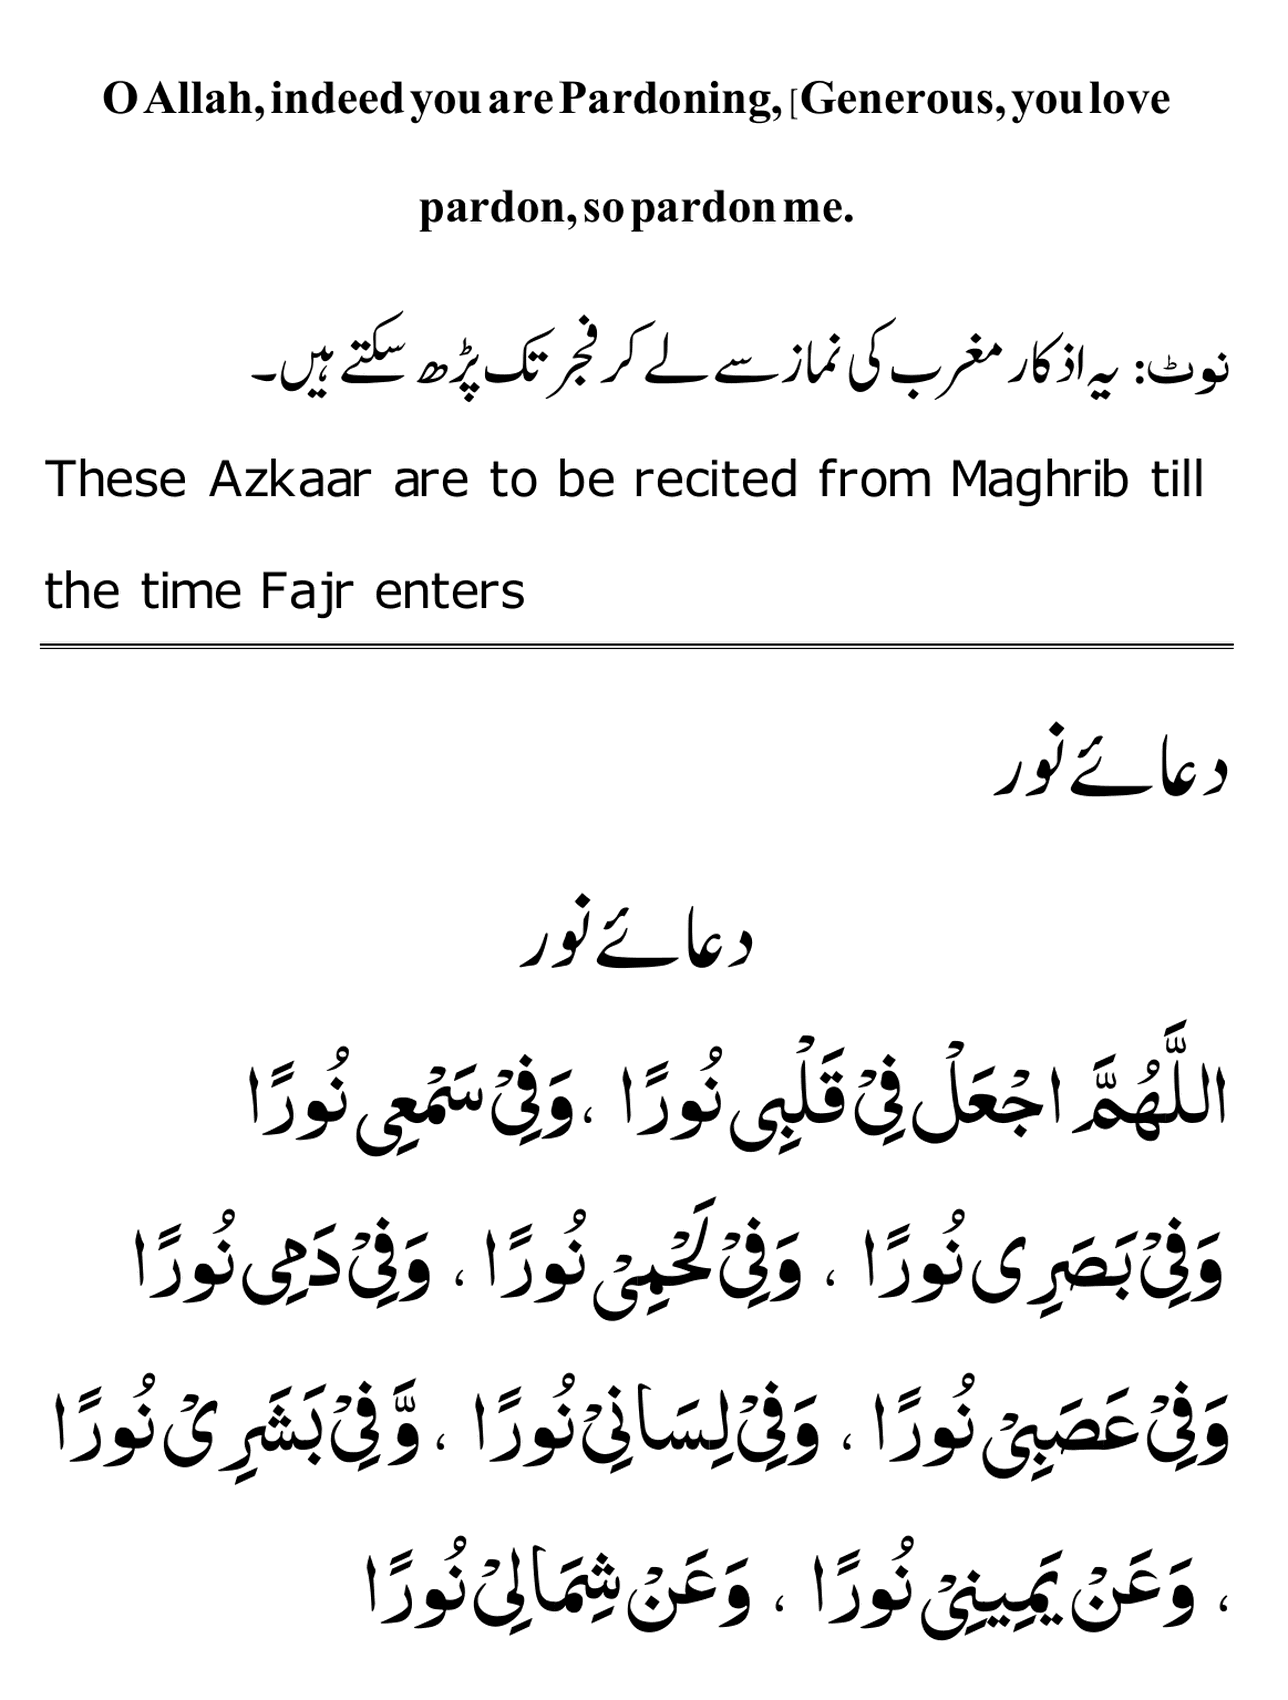 O Allah, indeed you are Pardoning, [Generous, you love
pardon, so pardon me.
نوٹ: یہ اذکار مغرب کی نماز سے لے کر فجر تک پڑھ سکتے ہیں۔
These Azkaar are to be recited from Maghrib till
the time Fajr enters
دعائے نور
دعائے نور
اللَّهُمَّ اجْعَلْ فِيْ قَلْبِى نُورًا ، وَفِيْ سَمْعِى نُورًا
وَفِيْ بَصَرِى نُورًا ، وَفِيْ لَحْمِيْ نُورًا ، وَفِيْ دَمِى نُورًا
وَفِيْ عَصَبِيْ نُورًا ، وَفِيْ لِسَانِيْ نُورًا ، وَّفِيْ بَشَرِيْ نُورًا
، وَعَنْ يَمِينِيْ نُورًا ، وَعَنْ شِمَالِيْ نُورًا